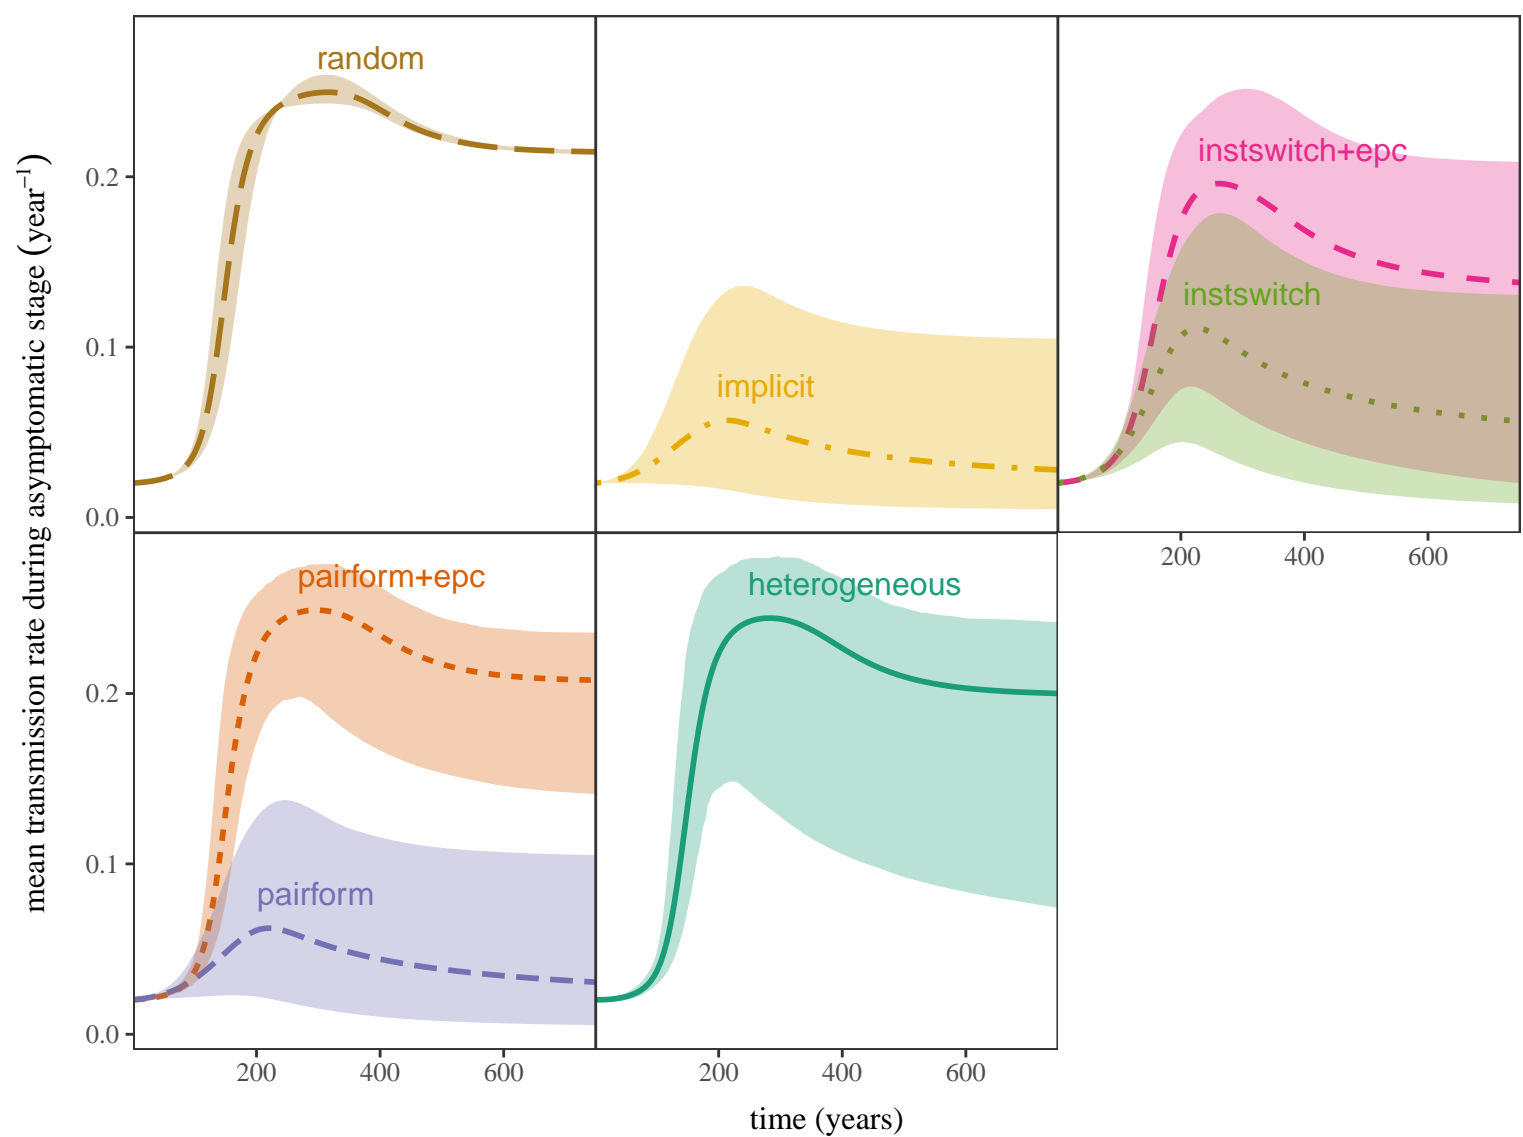 random
implicit
instswitch+epc
instswitch
0.2
0.1
0.0
200 400 600
pairform+epc
pairform
heterogeneous
0.2
0.1
0.0
200 400 600
200 400 600
time (years)
mean transmission rate during asymptomatic stage (year⁻¹)